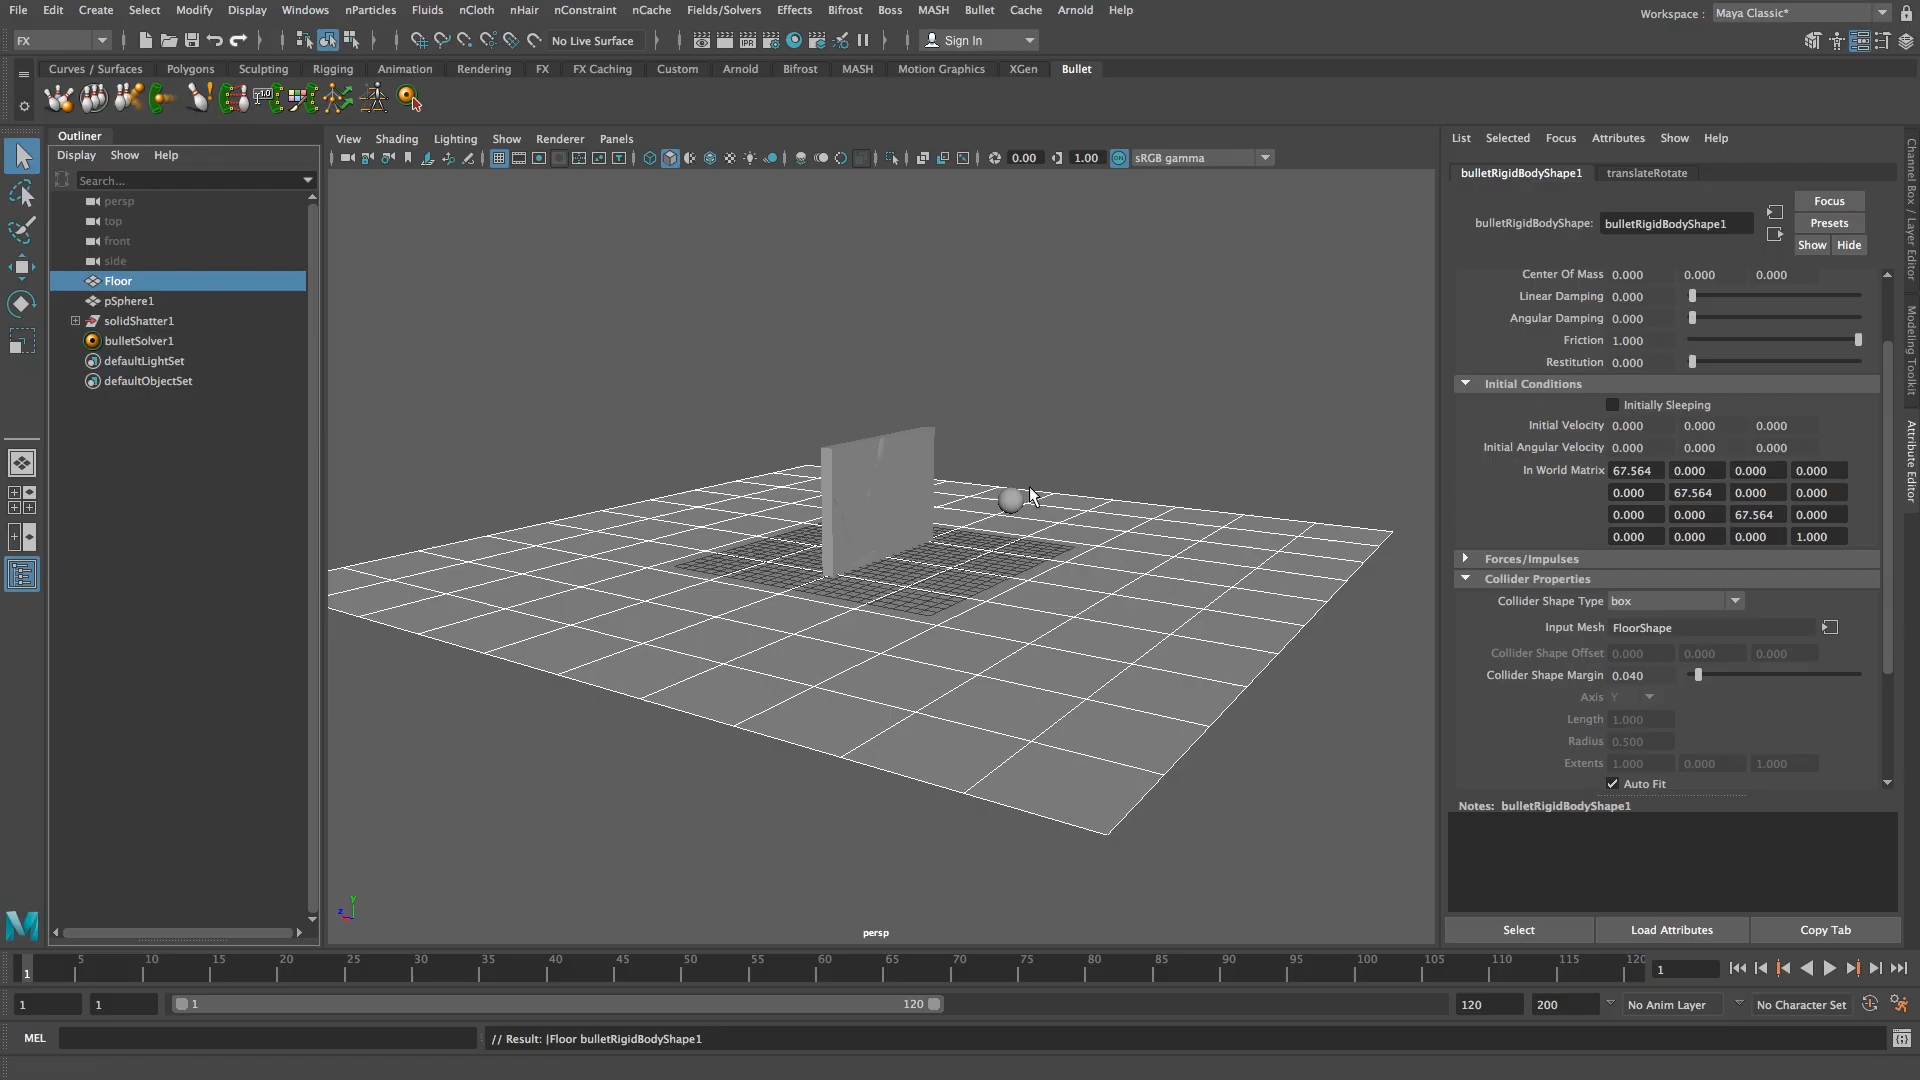 File Edit Create Select Modify Display Windows nParticles Fluids nCloth nHair nConstraint nCache Fields/Solvers Effects Bifrost Boss MASH Bullet Cache Arnold Help
Workspace : Maya Classic*
FX No Live Surface IPR Sign In
Curves / Surfaces Polygons Sculpting Rigging Animation Rendering FX FX Caching Custom Arnold Bifrost MASH Motion Graphics XGen Bullet
Outliner
Display Show Help
Search...
persp
top
front
side
Floor
pSphere1
solidShatter1
bulletSolver1
defaultLightSet
defaultObjectSet
View Shading Lighting Show Renderer Panels
0.00 1.00 ON sRGB gamma
y
z
persp
List Selected Focus Attributes Show Help
bulletRigidBodyShape1 translateRotate
Focus
bulletRigidBodyShape: bulletRigidBodyShape1 Presets
Show Hide
Center Of Mass 0.000 0.000 0.000
Linear Damping 0.000
Angular Damping 0.000
Friction 1.000
Restitution 0.000
Initial Conditions
Initially Sleeping
Initial Velocity 0.000 0.000 0.000
Initial Angular Velocity 0.000 0.000 0.000
In World Matrix 67.564 0.000 0.000 0.000
0.000 67.564 0.000 0.000
0.000 0.000 67.564 0.000
0.000 0.000 0.000 1.000
Forces/Impulses
Collider Properties
Collider Shape Type box
Input Mesh FloorShape
Collider Shape Offset 0.000 0.000 0.000
Collider Shape Margin 0.040
Axis Y
Length 1.000
Radius 0.500
Extents 1.000 0.000 1.000
Auto Fit
Notes: bulletRigidBodyShape1
Select Load Attributes Copy Tab
Channel Box / Layer Editor
Modeling Toolkit
Attribute Editor
1 5 10 15 20 25 30 35 40 45 50 55 60 65 70 75 80 85 90 95 100 105 110 115 120 1
1 1 1 120 120 200 No Anim Layer No Character Set
MEL // Result: |Floor bulletRigidBodyShape1